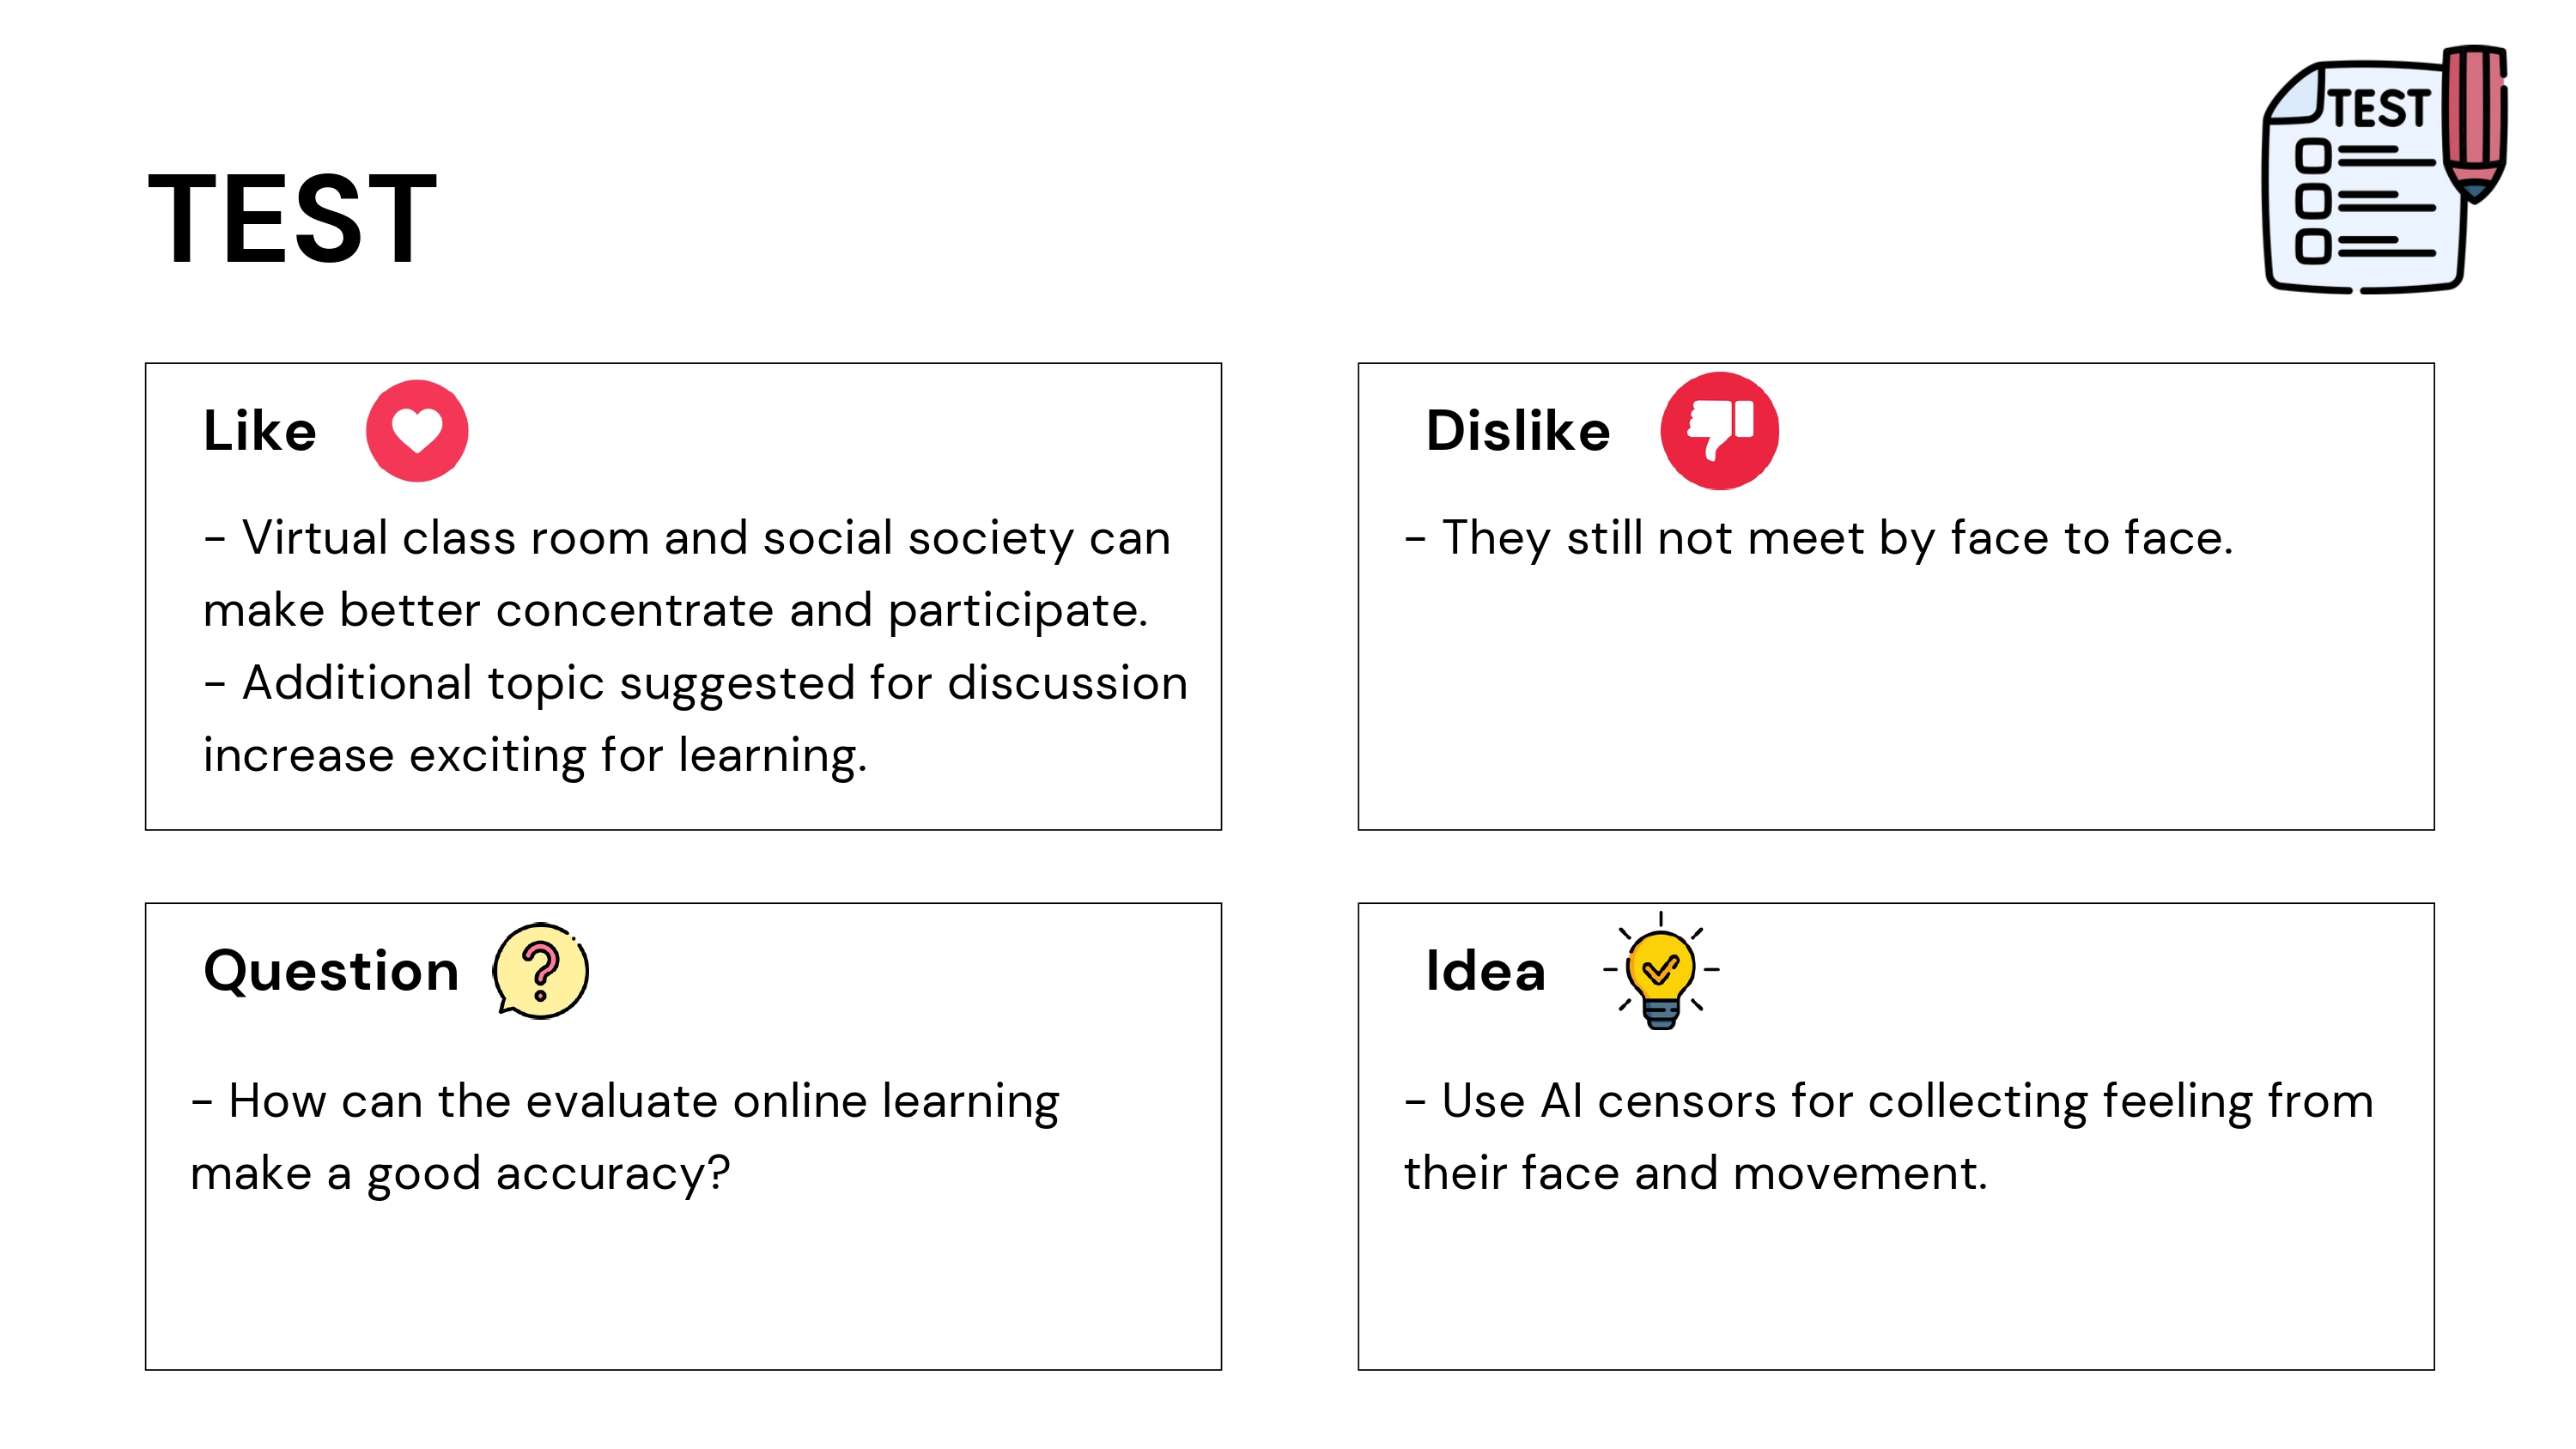 TEST
TEST
Like
- Virtual class room and social society can
make better concentrate and participate.
- Additional topic suggested for discussion
increase exciting for learning.
Dislike
- They still not meet by face to face.
Question
- How can the evaluate online learning
make a good accuracy?
Idea
- Use AI censors for collecting feeling from
their face and movement.